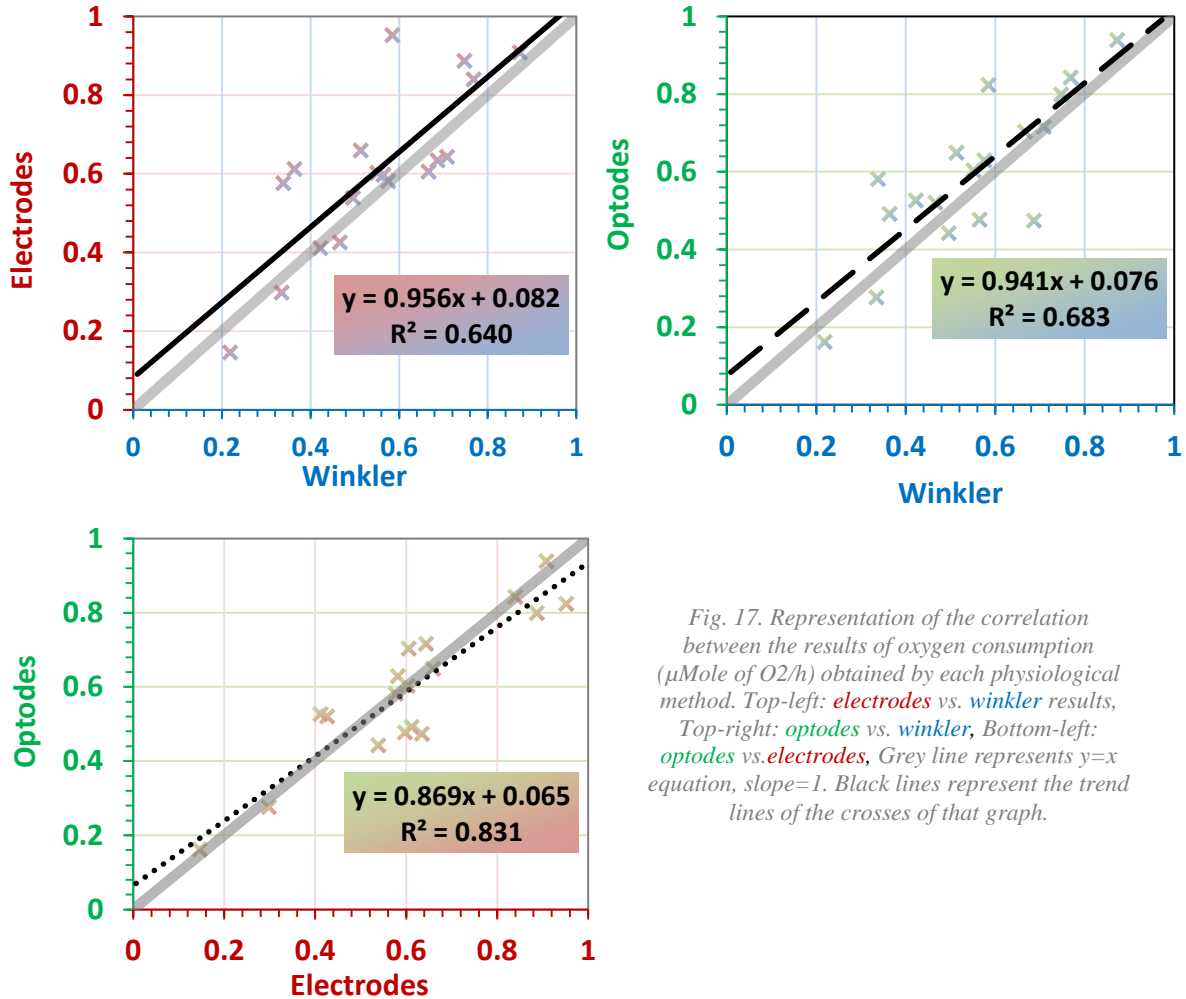 1
0.8
0.6
0.4
0.2
0
Electrodes
y = 0.956x + 0.082
R² = 0.640
0 0.2 0.4 0.6 0.8 1
Winkler
1
0.8
0.6
0.4
0.2
0
Optodes
y = 0.941x + 0.076
R² = 0.683
0 0.2 0.4 0.6 0.8 1
Winkler
1
0.8
0.6
0.4
0.2
0
Optodes
y = 0.869x + 0.065
R² = 0.831
0 0.2 0.4 0.6 0.8 1
Electrodes
Fig. 17. Representation of the correlation
between the results of oxygen consumption
(µMole of O2/h) obtained by each physiological
method. Top-left: electrodes vs. winkler results,
Top-right: optodes vs. winkler, Bottom-left:
optodes vs.electrodes, Grey line represents y=x
equation, slope=1. Black lines represent the trend
lines of the crosses of that graph.